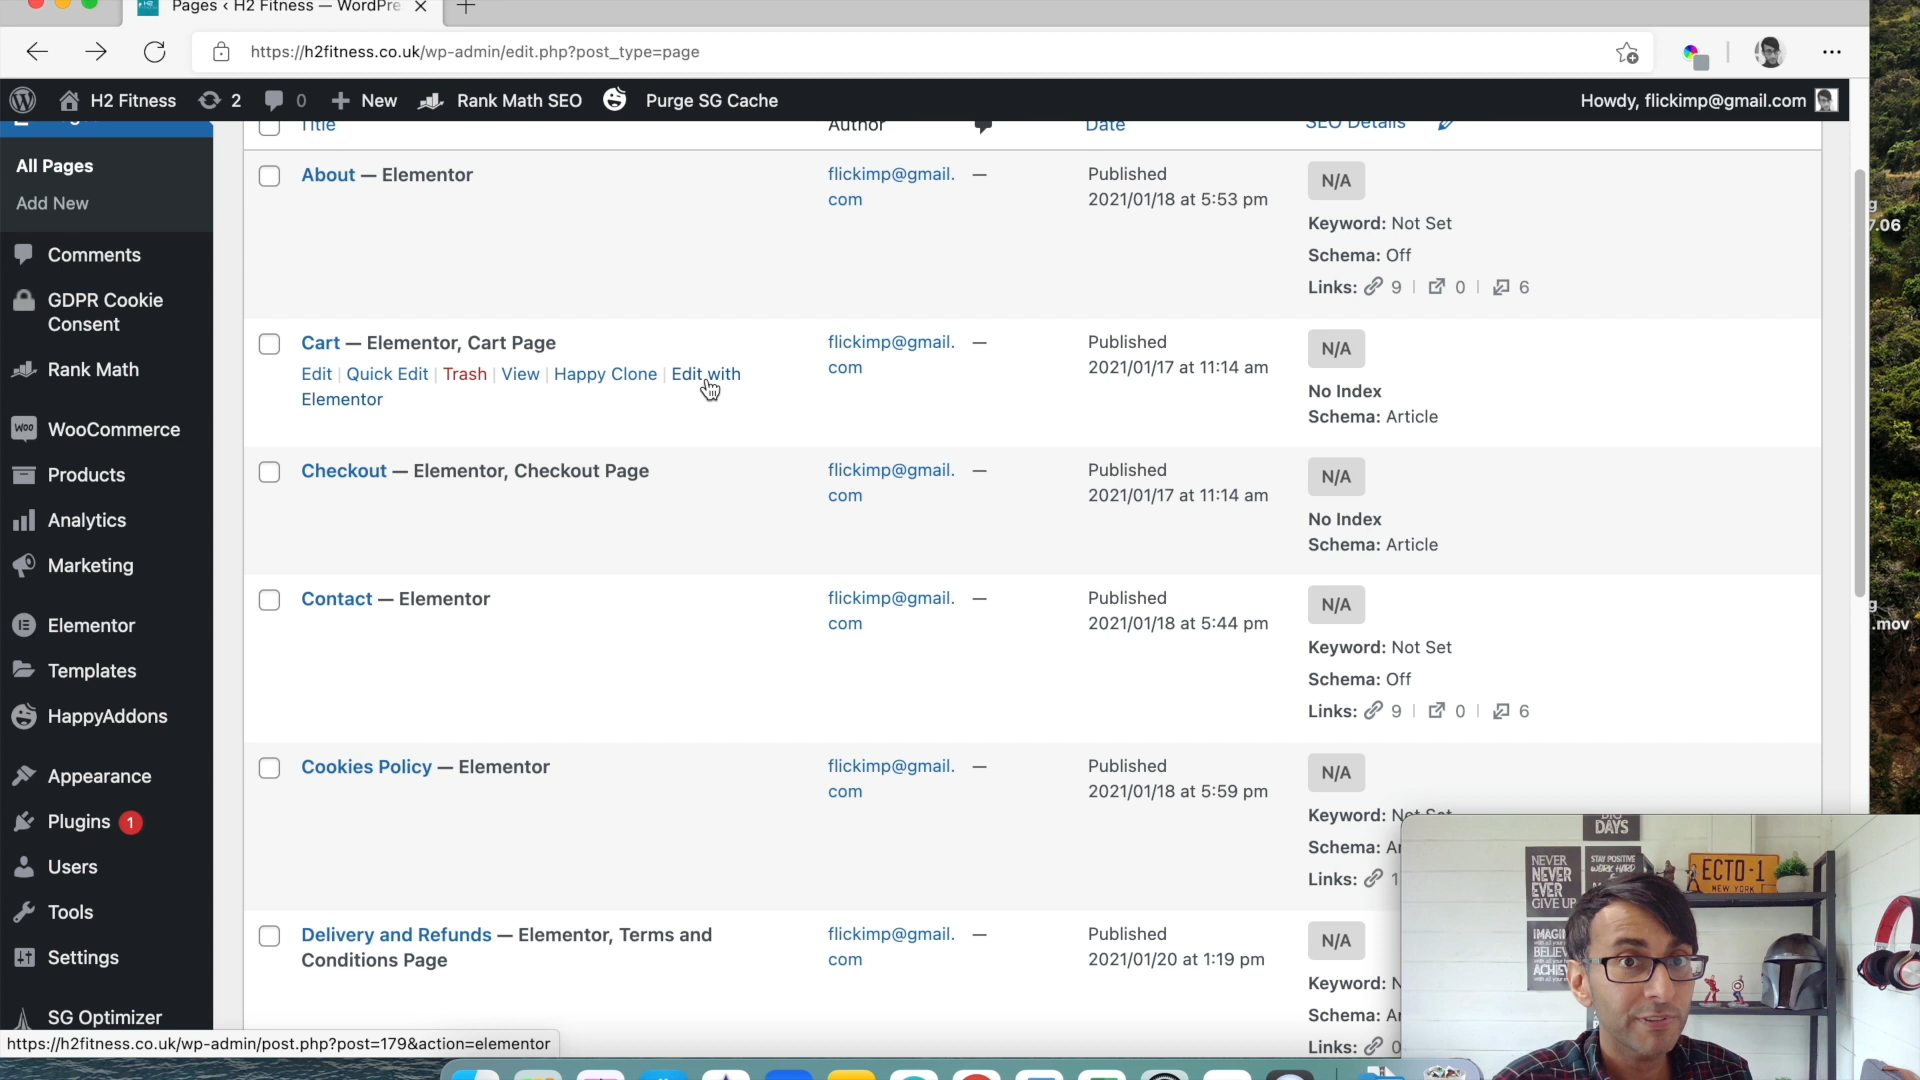 Pages ‹ H2 Fitness — WordPre
https://h2fitness.co.uk/wp-admin/edit.php?post_type=page
H2 Fitness 2 0 New Rank Math SEO Purge SG Cache Howdy, flickimp@gmail.com
Title Author Date SEO Details
All Pages
Add New
Comments
GDPR Cookie
Consent
Rank Math
WooCommerce
Products
Analytics
Marketing
Elementor
Templates
HappyAddons
Appearance
Plugins 1
Users
Tools
Settings
SG Optimizer
About — Elementor
flickimp@gmail.
com
—
Published
2021/01/18 at 5:53 pm
N/A
Keyword: Not Set
Schema: Off
Links: 9 | 0 | 6
Cart — Elementor, Cart Page
Edit | Quick Edit | Trash | View | Happy Clone | Edit with
Elementor
flickimp@gmail.
com
—
Published
2021/01/17 at 11:14 am
N/A
No Index
Schema: Article
Checkout — Elementor, Checkout Page
flickimp@gmail.
com
—
Published
2021/01/17 at 11:14 am
N/A
No Index
Schema: Article
Contact — Elementor
flickimp@gmail.
com
—
Published
2021/01/18 at 5:44 pm
N/A
Keyword: Not Set
Schema: Off
Links: 9 | 0 | 6
Cookies Policy — Elementor
flickimp@gmail.
com
—
Published
2021/01/18 at 5:59 pm
N/A
Keyword: Not Set
Schema: Ar
Links: 1
Delivery and Refunds — Elementor, Terms and
Conditions Page
flickimp@gmail.
com
—
Published
2021/01/20 at 1:19 pm
N/A
Keyword: N
Schema: Ar
Links: 0
https://h2fitness.co.uk/wp-admin/post.php?post=179&action=elementor
g
7.06
g
.mov
DAYS
NEVER
NEVER
EVER
GIVE UP
STAY POSITIVE
WORK HARD
ECTO-1
NEW YORK